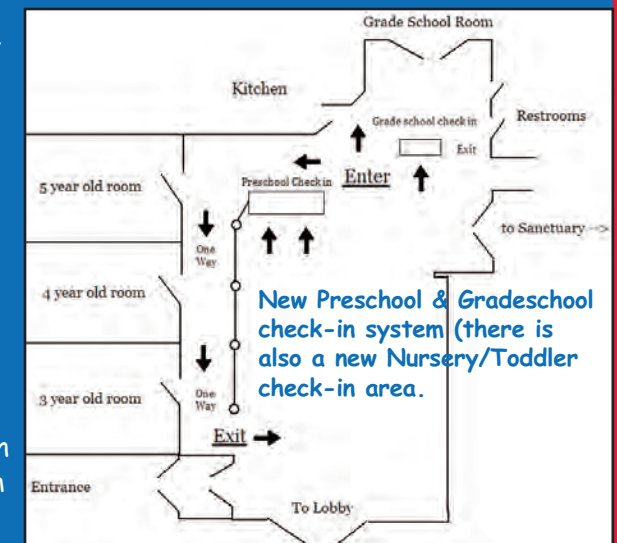 Grade School Room
Kitchen
Grade school check in
Restrooms
Exit
5 year old room
Preschool Check in
Enter
to Sanctuary -->
One
Way
4 year old room
New Preschool & Gradeschool
check-in system (there is
also a new Nursery/Toddler
check-in area.
3 year old room
One
Way
Exit
Entrance
To Lobby